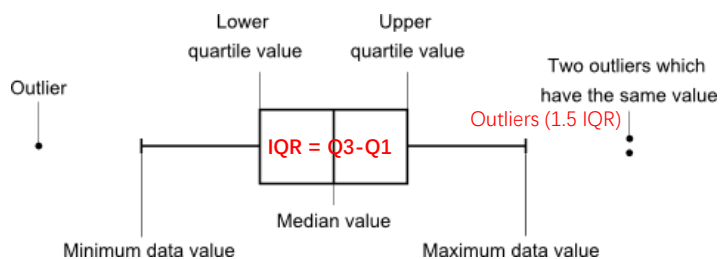 Lower
quartile value
Upper
quartile value
Outlier
Two outliers which
have the same value
Outliers (1.5 IQR)
IQR = Q3-Q1
Median value
Minimum data value
Maximum data value